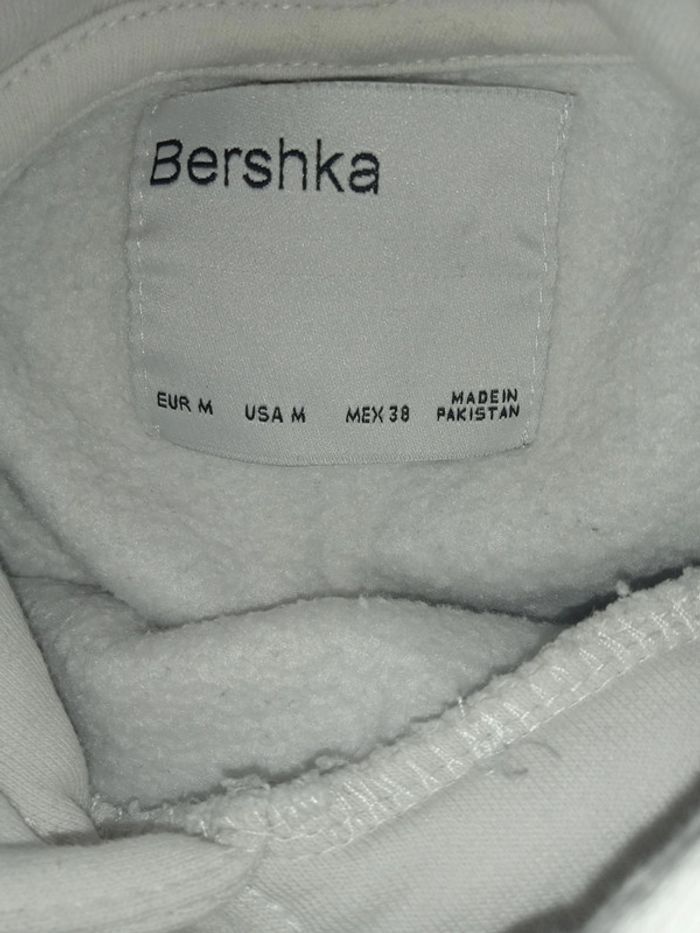 Bershka
EUR M USA M MEX 38 MADE IN
PAKISTAN